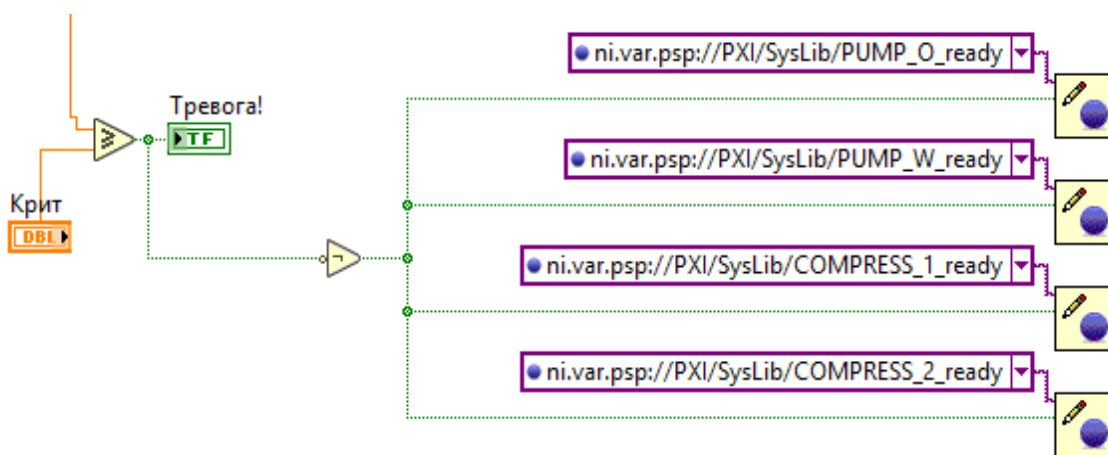 ni.var.psp://PXI/SysLib/PUMP_O_ready
Тревога!
TF
ni.var.psp://PXI/SysLib/PUMP_W_ready
Крит
DBL
ni.var.psp://PXI/SysLib/COMPRESS_1_ready
ni.var.psp://PXI/SysLib/COMPRESS_2_ready